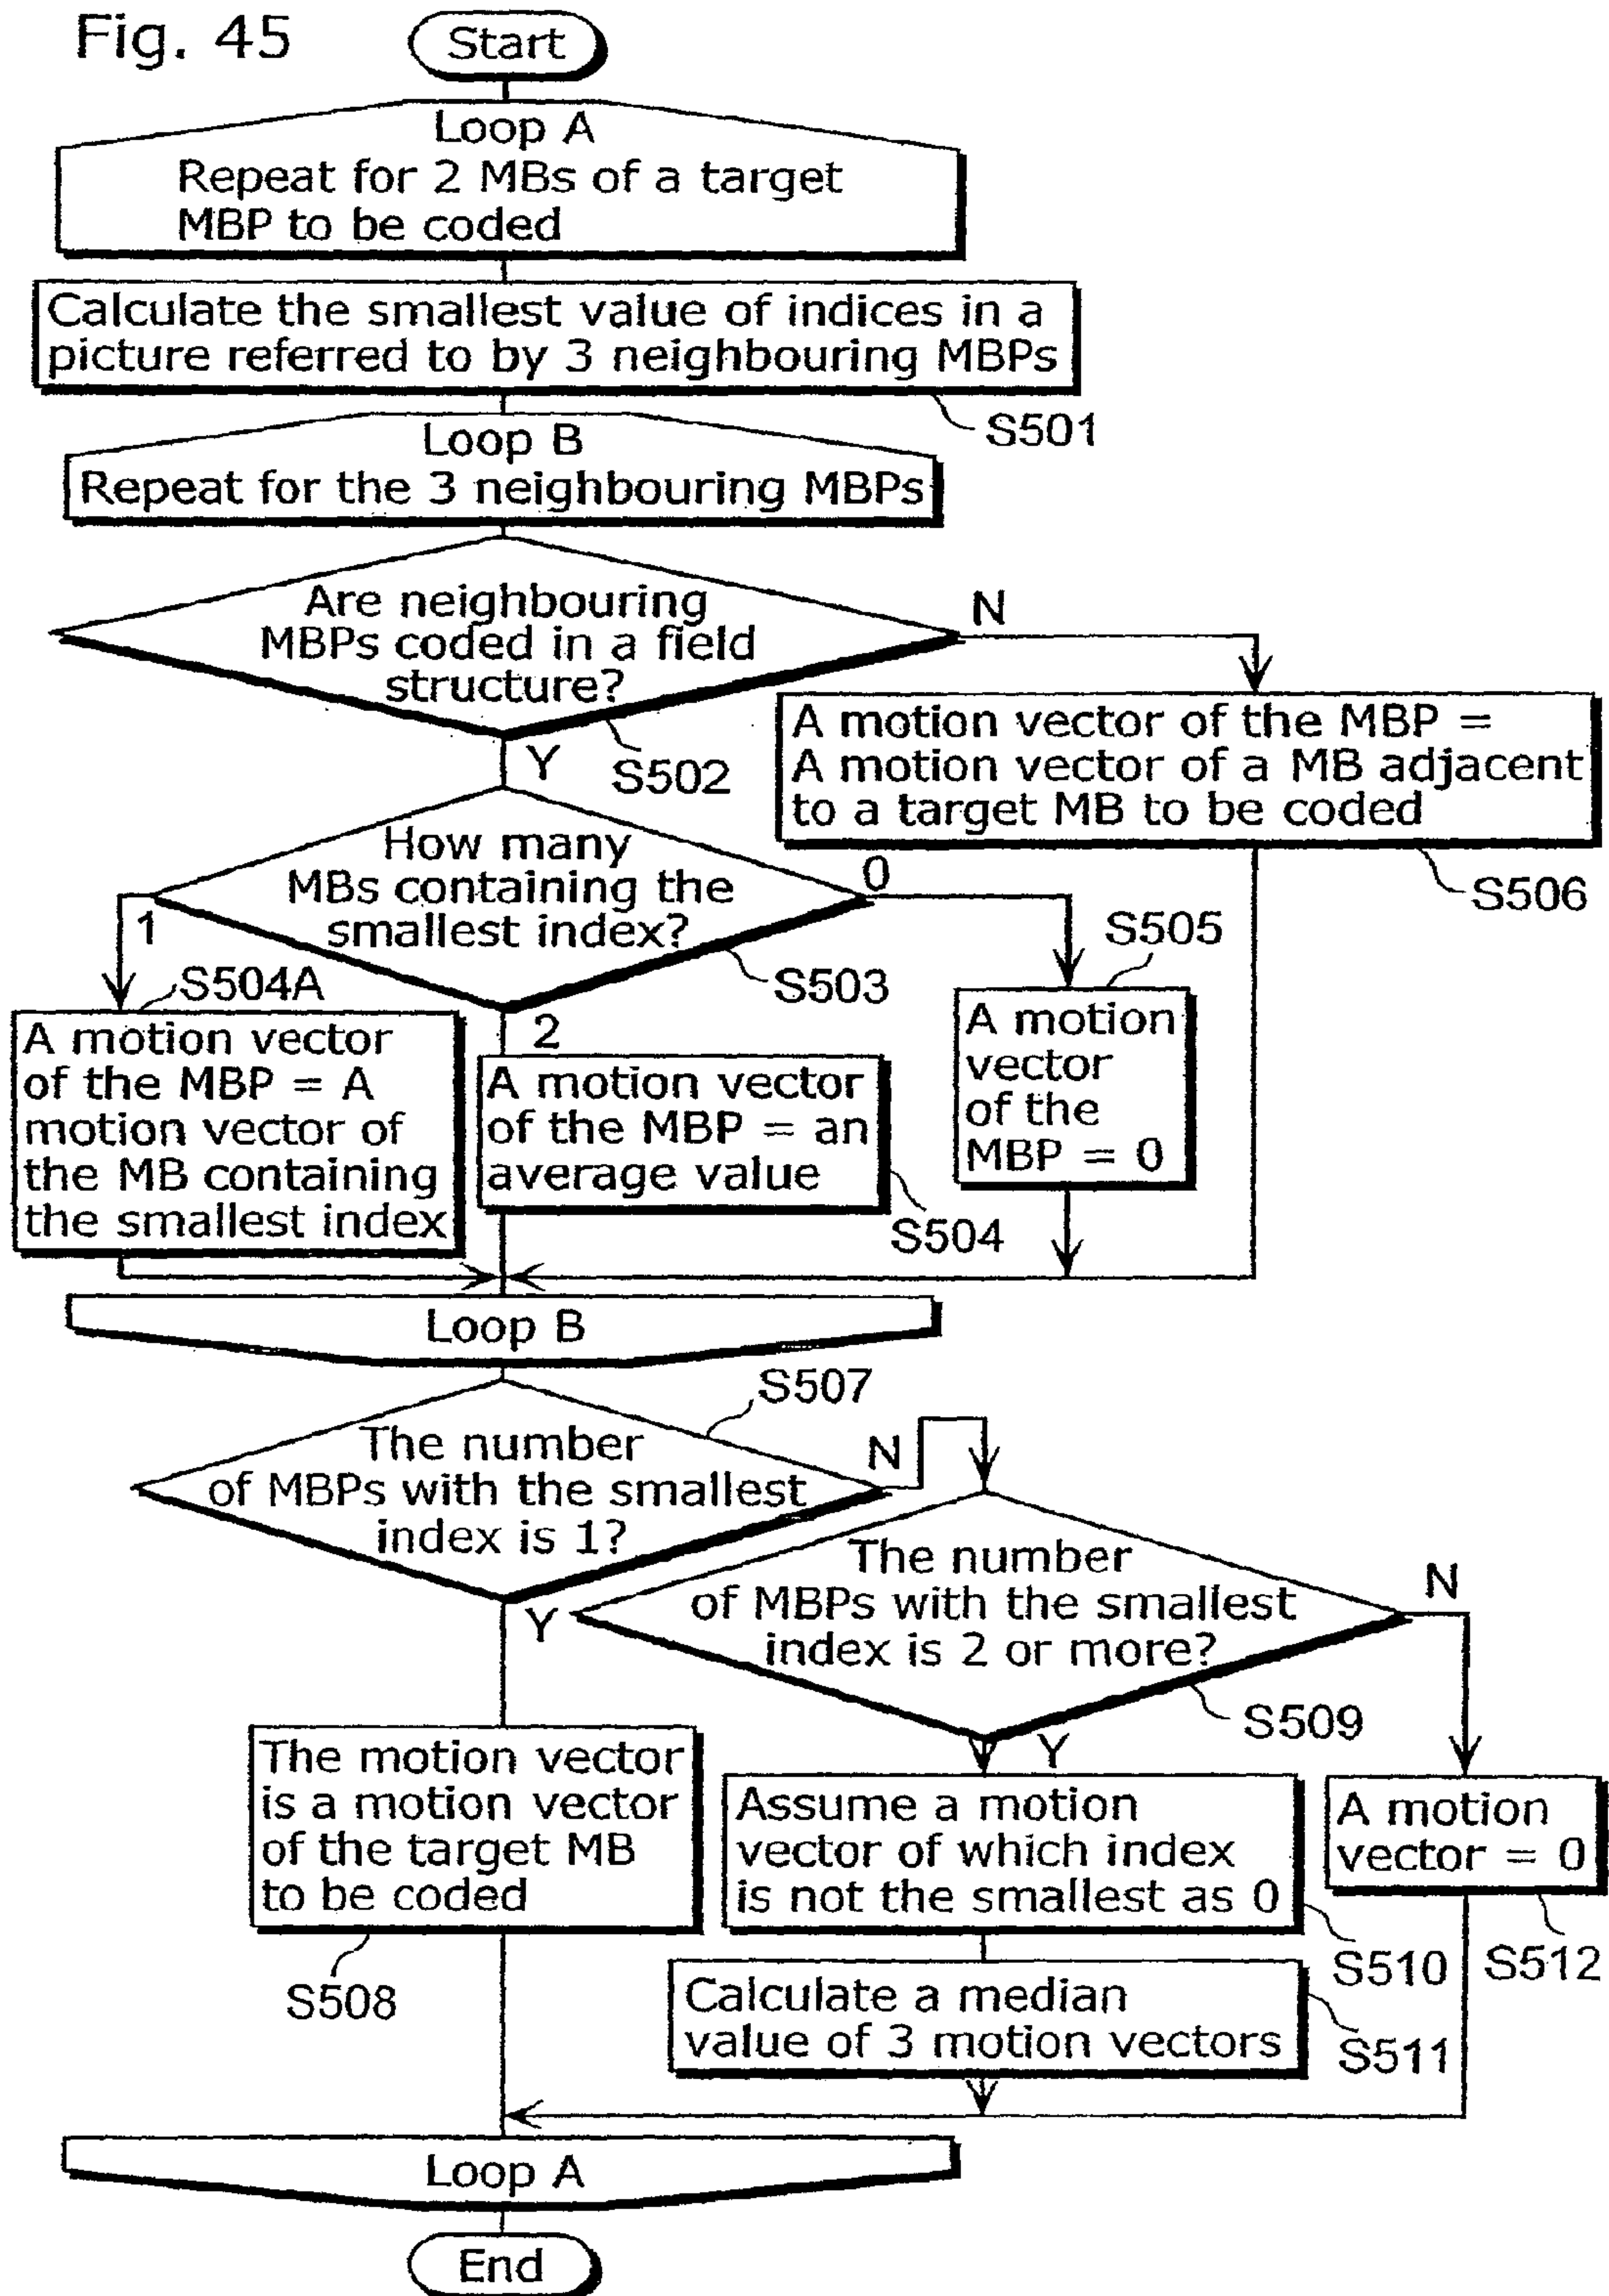 Fig. 45
Start
Loop A
Repeat for 2 MBs of a target
MBP to be coded
Calculate the smallest value of indices in a
picture referred to by 3 neighbouring MBPs
S501
Loop B
Repeat for the 3 neighbouring MBPs
Are neighbouring
MBPs coded in a field
structure?
N
Y
S502
A motion vector of the MBP =
A motion vector of a MB adjacent
to a target MB to be coded
S506
How many
MBs containing the
smallest index?
0
1
2
S503
S505
S504A
A motion vector
of the MBP = A
motion vector of
the MB containing
the smallest index
A motion vector
of the MBP = an
average value
S504
A motion
vector
of the
MBP = 0
Loop B
S507
The number
of MBPs with the smallest
index is 1?
N
Y
The number
of MBPs with the smallest
index is 2 or more?
N
S509
Y
The motion vector
is a motion vector
of the target MB
to be coded
S508
Assume a motion
vector of which index
is not the smallest as 0
S510
A motion
vector = 0
S512
Calculate a median
value of 3 motion vectors
S511
Loop A
End